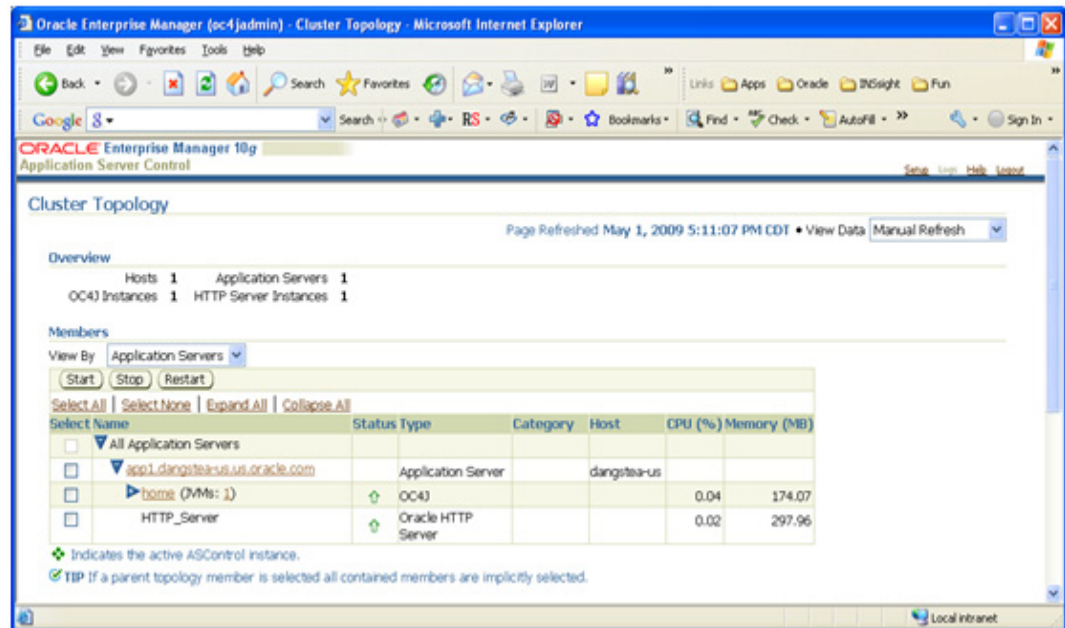 Oracle Enterprise Manager (oc4jadmin) - Cluster Topology - Microsoft Internet Explorer
File Edit View Favorites Tools Help
Back Search Favorites Links Apps Oracle INSight Fun
Google Search RS Bookmarks Find Check AutoFill Sign In
ORACLE Enterprise Manager 10g
Application Server Control
Setup Logs Help Logout
Cluster Topology
Page Refreshed May 1, 2009 5:11:07 PM CDT • View Data Manual Refresh
Overview
Hosts 1 Application Servers 1
OC4J Instances 1 HTTP Server Instances 1
Members
View By Application Servers
Start Stop Restart
Select All | Select None | Expand All | Collapse All
Select Name Status Type Category Host CPU (%) Memory (MB)
All Application Servers
app1.dangstea-us.us.oracle.com Application Server dangstea-us
home (JVMs: 1) OC4J 0.04 174.07
HTTP_Server Oracle HTTP Server 0.02 297.96
Indicates the active ASControl instance.
TIP If a parent topology member is selected all contained members are implicitly selected.
Local intranet